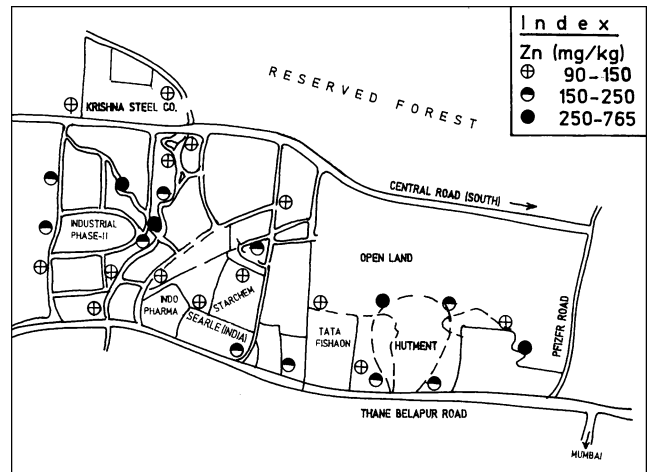 Index
Zn (mg/kg)
90-150
150-250
250-765
RESERVED FOREST
KRISHNA STEEL CO.
CENTRAL ROAD (SOUTH)
INDUSTRIAL
PHASE-II
OPEN LAND
INDO
PHARMA
STARCHEM
SEARLE (INDIA)
TATA
FISHAON
HUTMENT
PFIZFR ROAD
THANE BELAPUR ROAD
MUMBAI